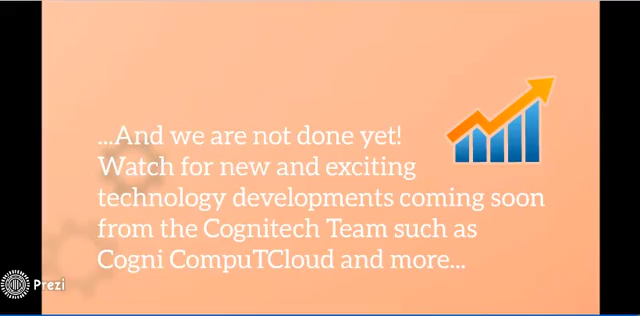 ...And we are not done yet!
Watch for new and exciting
technology developments coming soon
from the Cognitech Team such as
Cogni CompuTCloud and more...
Prezi